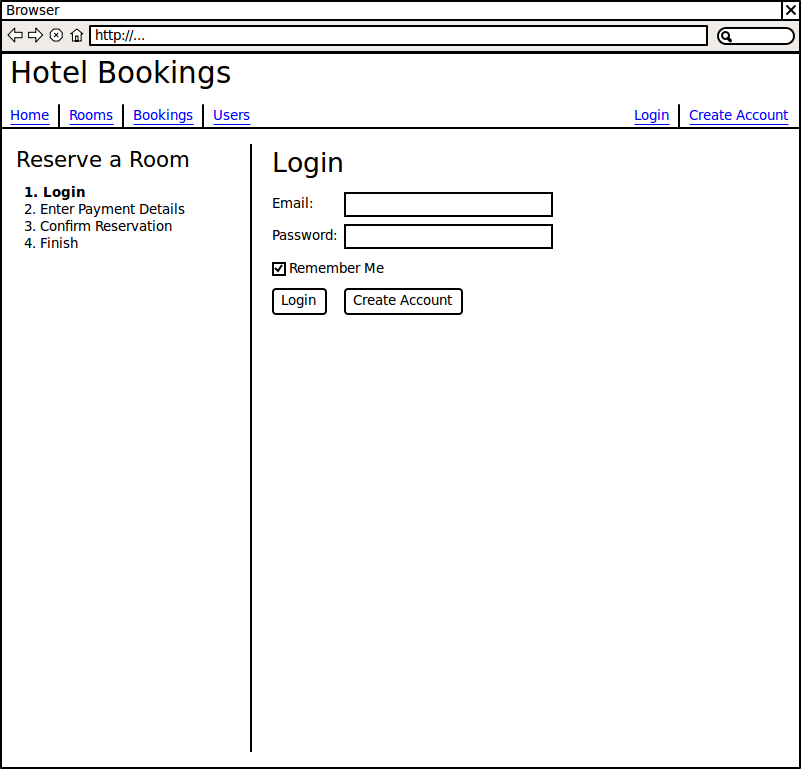 Browser
http://...
Hotel Bookings
Home Rooms Bookings Users Login Create Account
Reserve a Room
1. Login
2. Enter Payment Details
3. Confirm Reservation
4. Finish
Login
Email:
Password:
Remember Me
Login Create Account